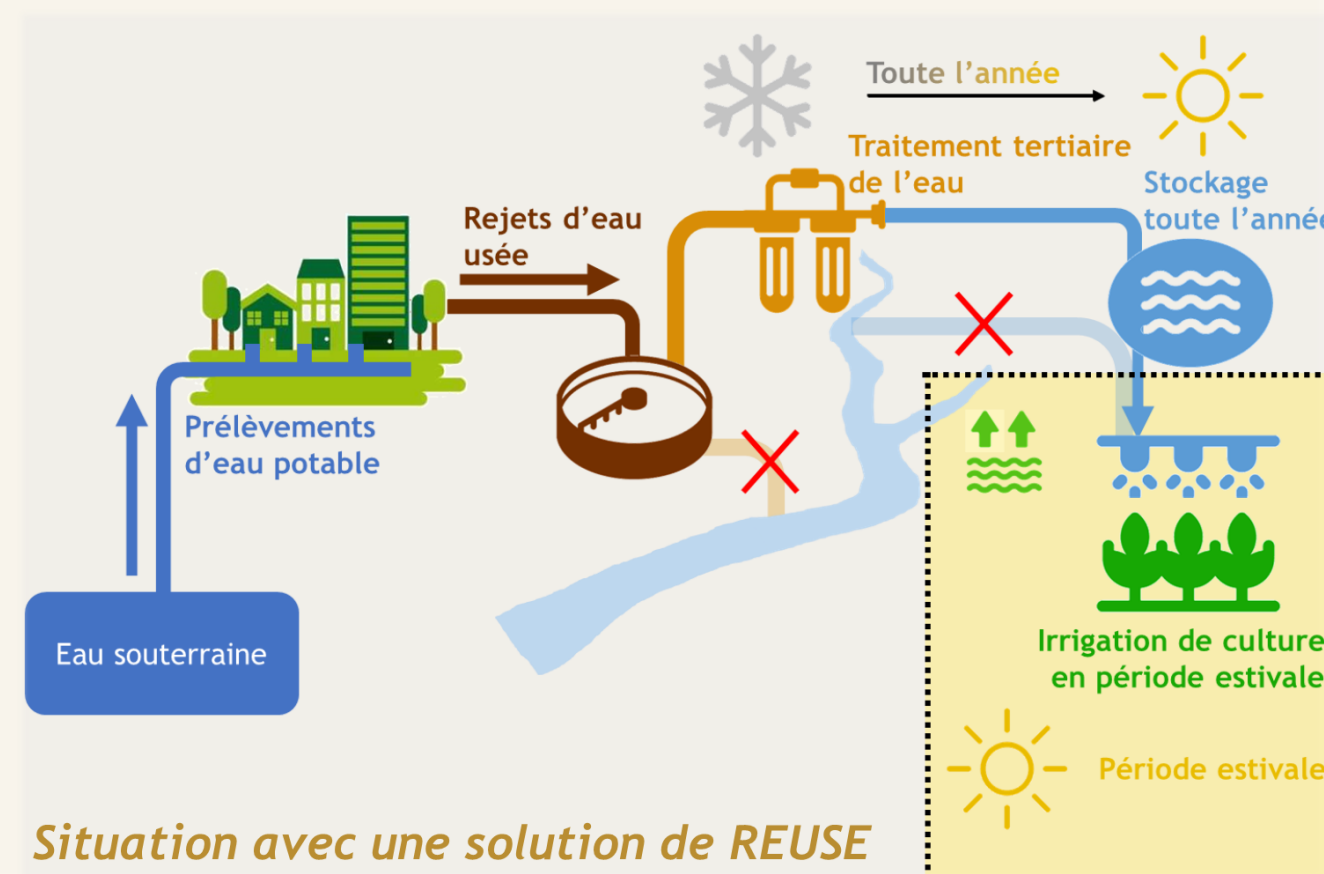 Toute l'année
Traitement tertiaire
de l'eau
Stockage
toute l'année
Rejets d'eau
usée
Prélèvements
d'eau potable
Eau souterraine
Irrigation de culture
en période estivale
Période estivale
Situation avec une solution de REUSE